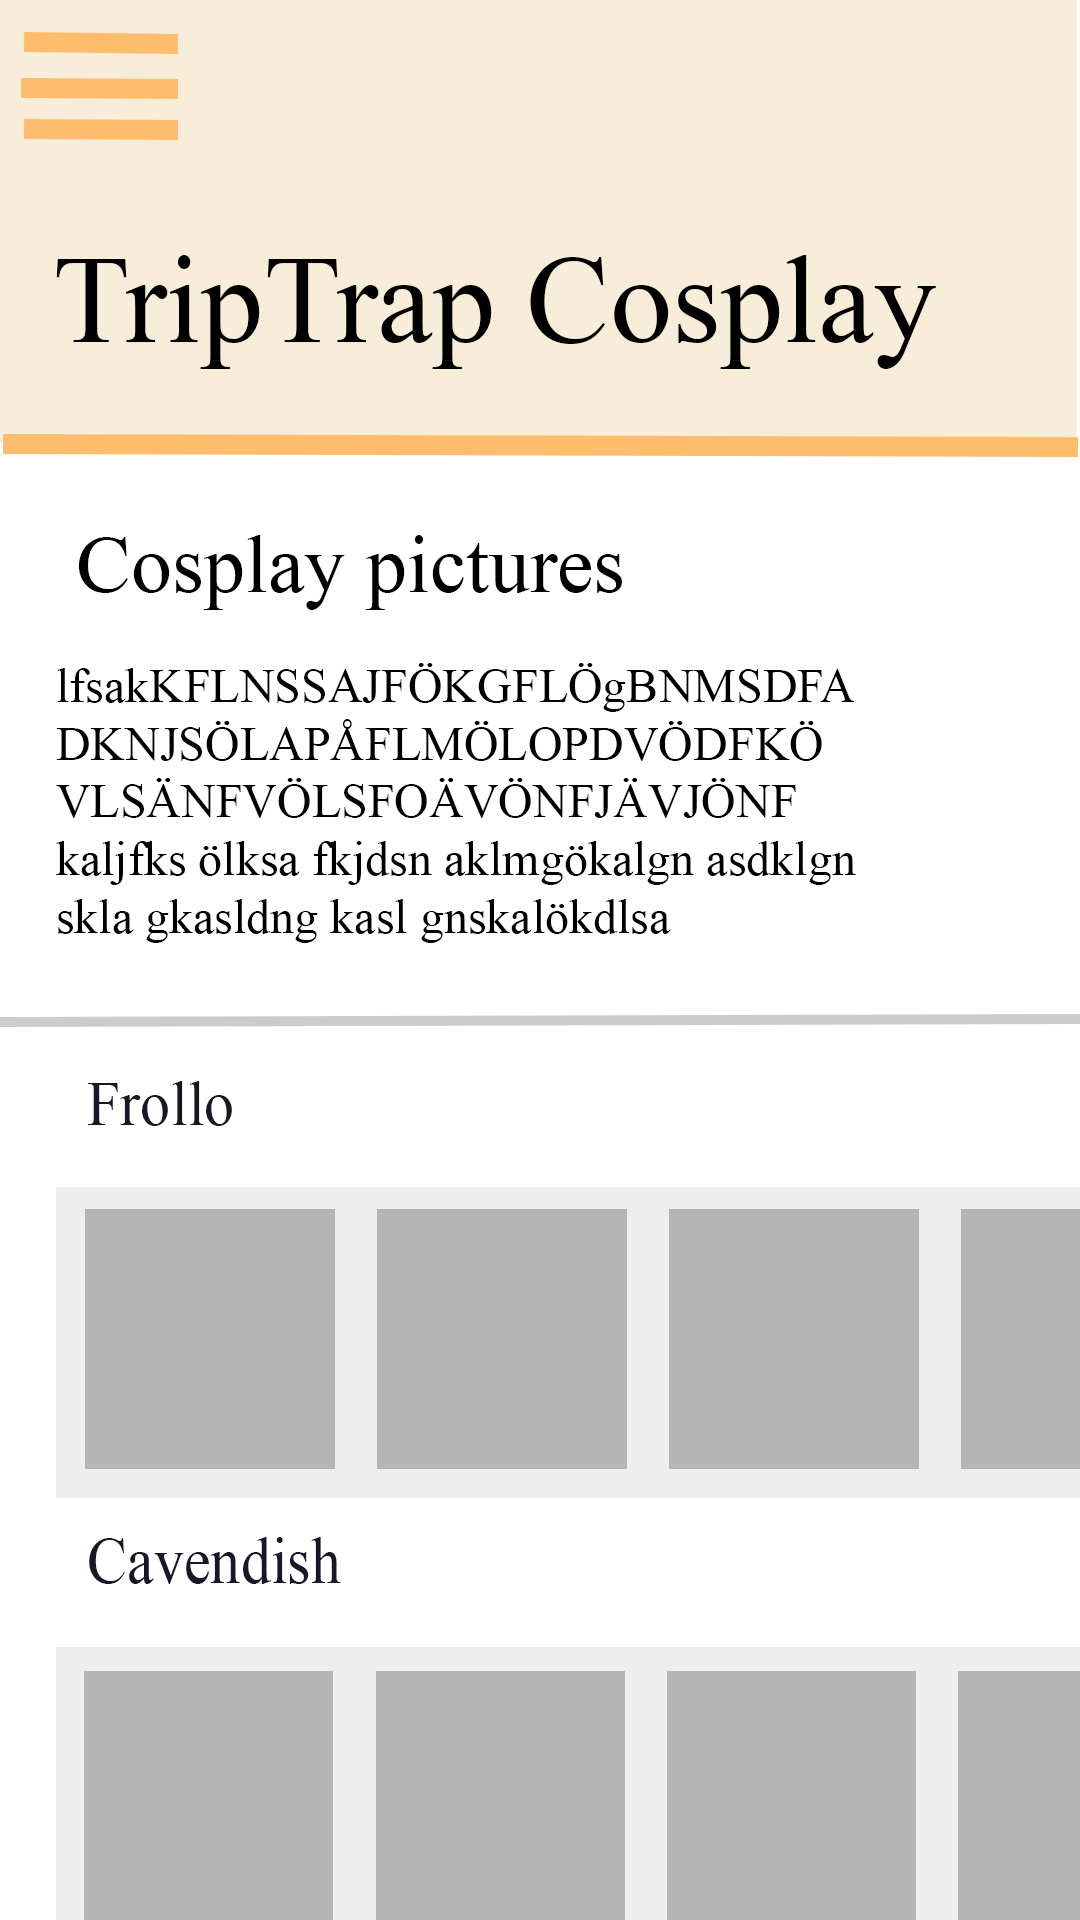 TripTrap Cosplay
Cosplay pictures
lfsakKFLNSSAJFÖKGFLÖgBNMSDFA
DKNJSÖLAPÅFLMÖLOPDVÖDFKÖ
VLSÄNFVÖLSFOÄVÖNFJÄVJÖNF
kaljfks ölksa fkjdsn aklmgökalgn asdklgn
skla gkasldng kasl gnskalökdlsa
Frollo
Cavendish